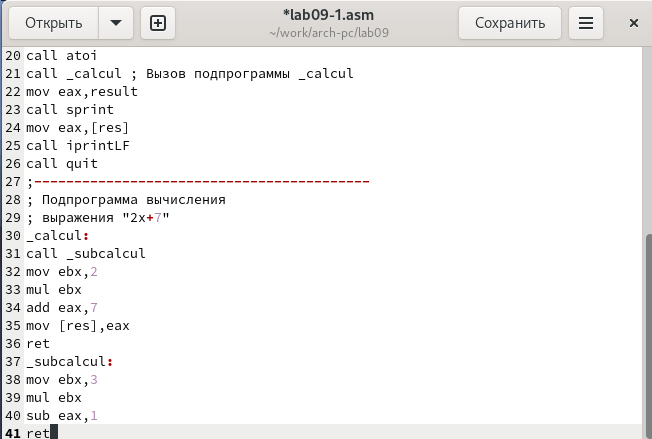 Открыть
*lab09-1.asm
~/work/arch-pc/lab09
Сохранить
20 call atoi
21 call _calcul ; Вызов подпрограммы _calcul
22 mov eax,result
23 call sprint
24 mov eax,[res]
25 call iprintLF
26 call quit
27 ;------------------------------------------
28 ; Подпрограмма вычисления
29 ; выражения "2x+7"
30 _calcul:
31 call _subcalcul
32 mov ebx,2
33 mul ebx
34 add eax,7
35 mov [res],eax
36 ret
37 _subcalcul:
38 mov ebx,3
39 mul ebx
40 sub eax,1
41 ret